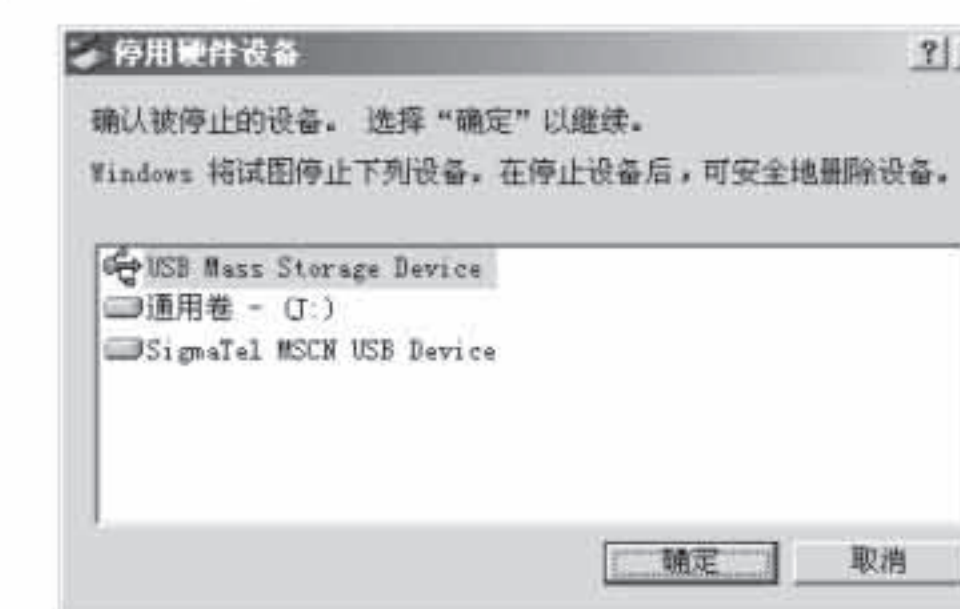 停用硬件设备 ?
确认被停止的设备。 选择“确定”以继续。
Windows 将试图停止下列设备。在停止设备后，可安全地删除设备。
USB Mass Storage Device
通用卷 - (J:)
SigmaTel MSCN USB Device
确定 取消